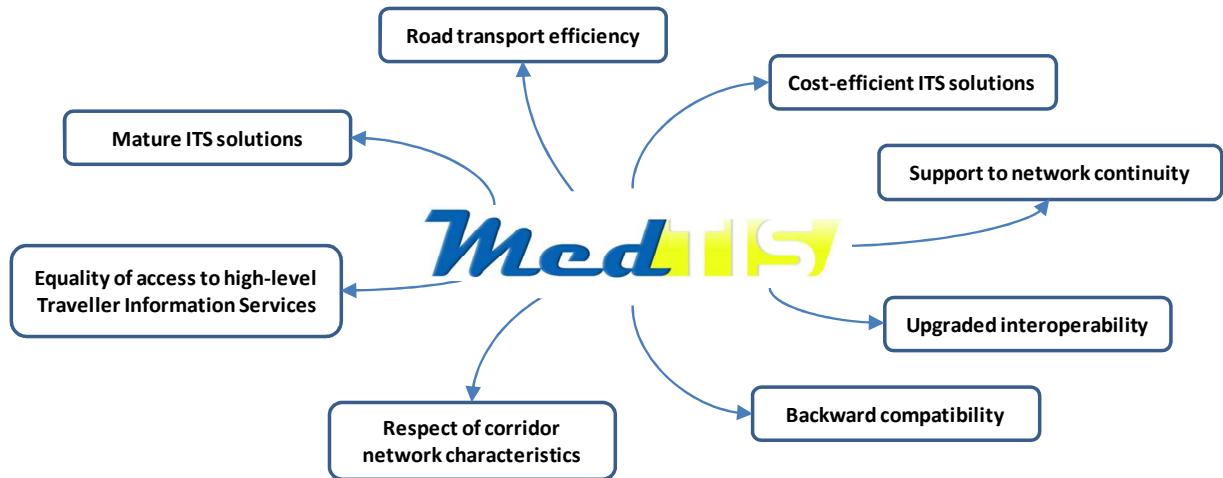 Road transport efficiency
Cost-efficient ITS solutions
Mature ITS solutions
Support to network continuity
MedTIS
Equality of access to high-level
Traveller Information Services
Upgraded interoperability
Respect of corridor
network characteristics
Backward compatibility